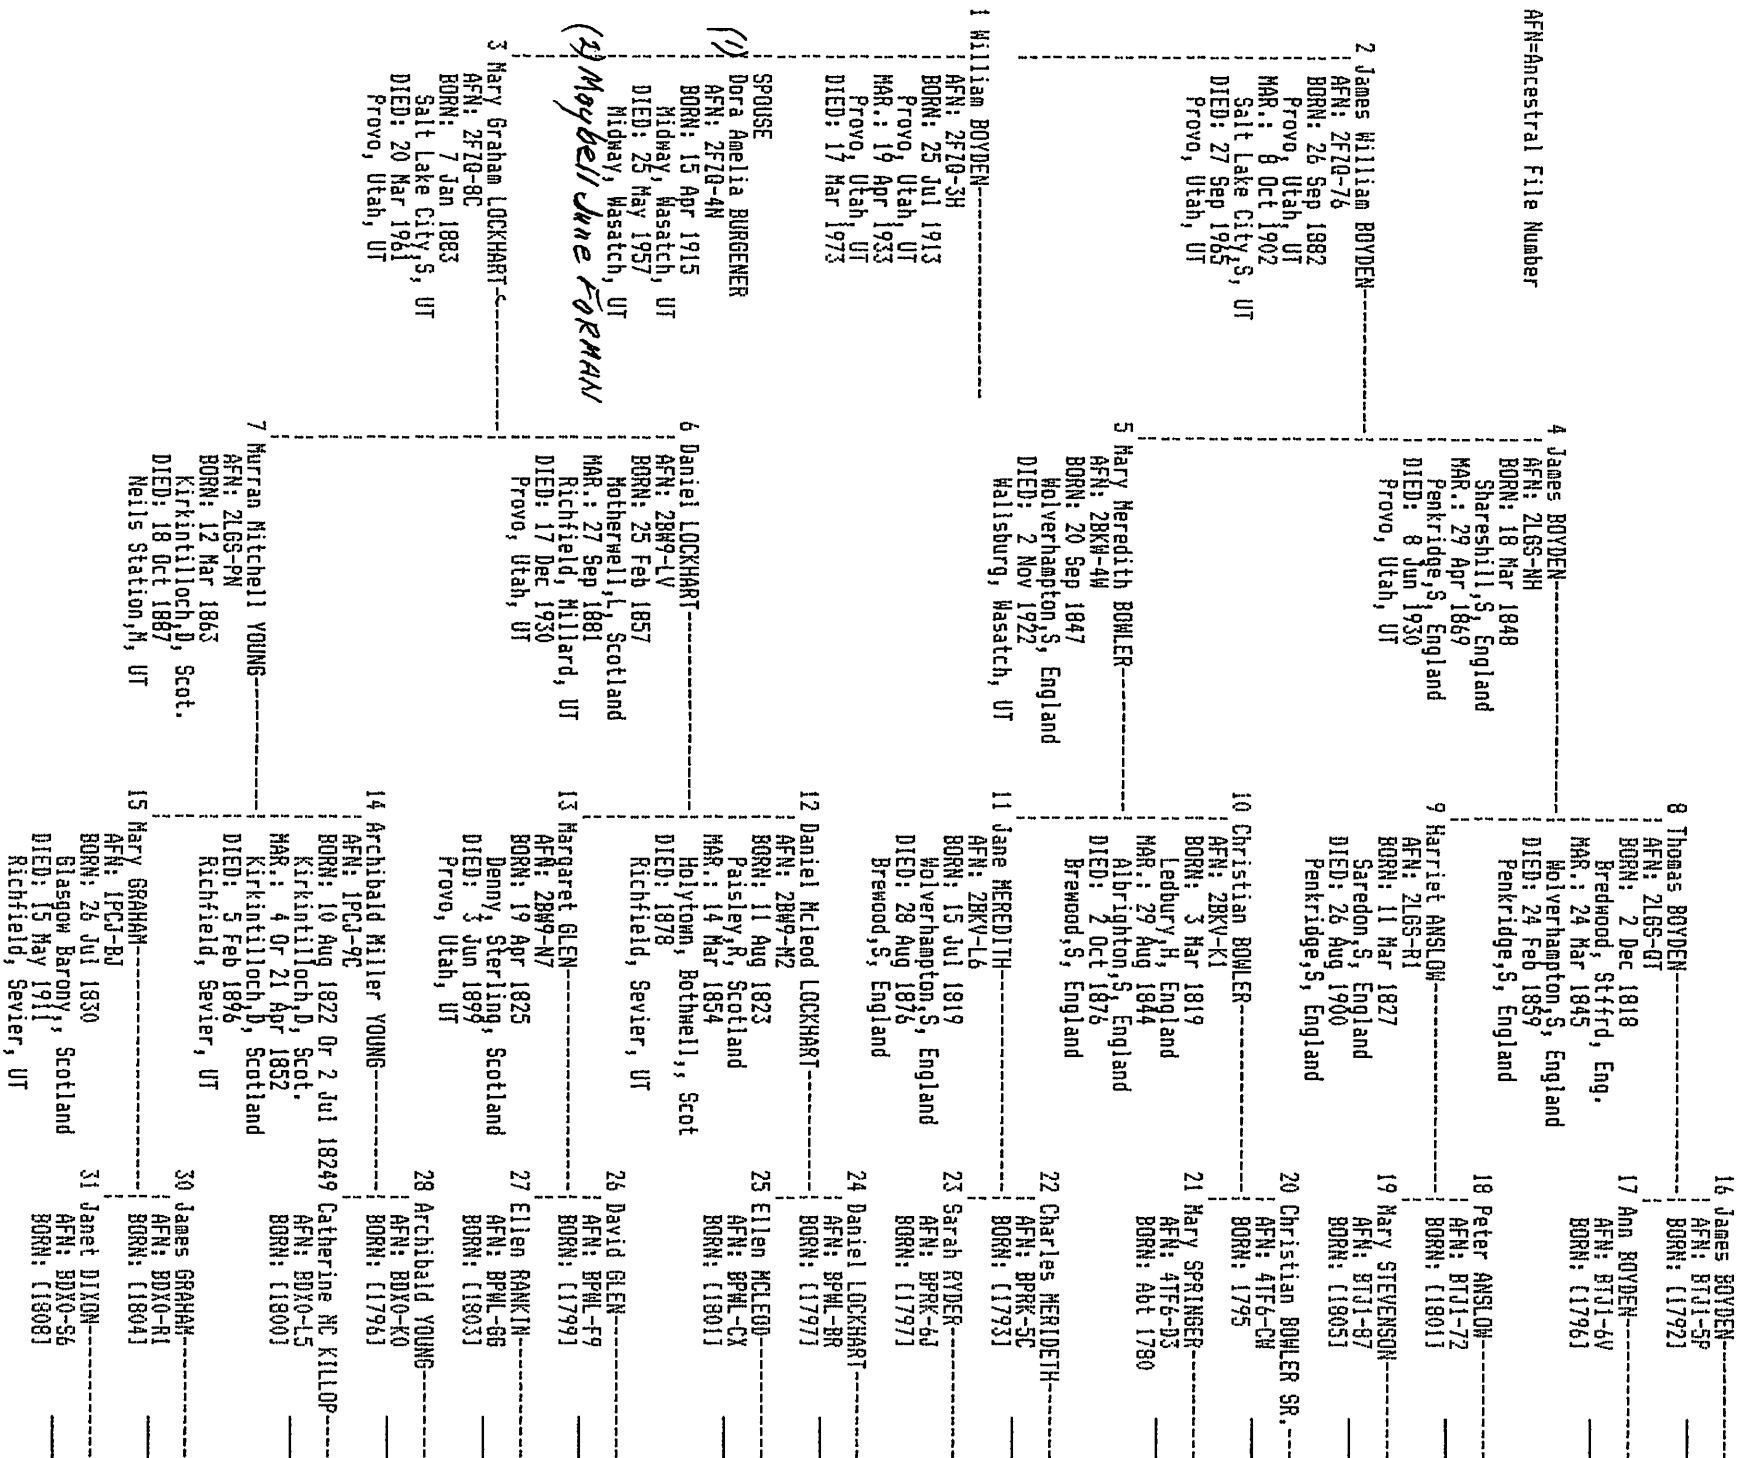 AFN=Ancestral File Number
2 James William BOYDEN
AFN: 2FZQ-76
BORN: 26 Sep 1882
Provo, Utah, UT
MAR.: 8 Oct 1902
Salt Lake City,S, UT
DIED: 27 Sep 1965
Provo, Utah, UT
1 William BOYDEN
AFN: 2FZQ-3H
BORN: 25 Jul 1913
Provo, Utah, UT
MAR.: 19 Apr 1933
Provo, Utah, UT
DIED: 17 Mar 1973
SPOUSE
(1) Dora Amelia BURGENER
AFN: 2FZQ-4N
BORN: 15 Apr 1915
Midway, Wasatch, UT
DIED: 25 May 1957
Midway, Wasatch, UT
(2) Maybell June FORMAN
3 Mary Graham LOCKHART
AFN: 2FZQ-8C
BORN: 7 Jan 1883
Salt Lake City,S, UT
DIED: 20 Mar 1961
Provo, Utah, UT
4 James BOYDEN
AFN: 2LGS-NH
BORN: 18 Mar 1848
Shareshill,S, England
MAR.: 29 Apr 1869
Penkridge,S, England
DIED: 8 Jun 1930
Provo, Utah, UT
5 Mary Meredith BOWLER
AFN: 2BKW-4W
BORN: 20 Sep 1847
Wolverhampton,S, England
DIED: 2 Nov 1922
Wallsburg, Wasatch, UT
6 Daniel LOCKHART
AFN: 2BW9-LV
BORN: 25 Feb 1857
Motherwell,L, Scotland
MAR.: 27 Sep 1881
Richfield, Millard, UT
DIED: 17 Dec 1930
Provo, Utah, UT
7 Murran Mitchell YOUNG
AFN: 2LGS-PN
BORN: 12 Mar 1863
Kirkintilloch,D, Scot.
DIED: 18 Oct 1887
Neils Station,M, UT
8 Thomas BOYDEN
AFN: 2LGS-QT
BORN: 2 Dec 1818
Bredwood, Stffrd, Eng.
MAR.: 24 Mar 1845
Wolverhampton,S, England
DIED: 24 Feb 1859
Penkridge,S, England
9 Harriet ANSLOW
AFN: 2LGS-R1
BORN: 11 Mar 1827
Saredon,S, England
DIED: 26 Aug 1900
Penkridge,S, England
10 Christian BOWLER
AFN: 2BKV-K1
BORN: 3 Mar 1819
Ledbury,H, England
MAR.: 29 Aug 1844
Albrighton,S, England
DIED: 2 Oct 1876
Brewood,S, England
11 Jane MEREDITH
AFN: 2BKV-L6
BORN: 15 Jul 1819
Wolverhampton,S, England
DIED: 28 Aug 1876
Brewood,S, England
12 Daniel Mcleod LOCKHART
AFN: 2BW9-M2
BORN: 11 Aug 1823
Paisley,R, Scotland
MAR.: 14 Mar 1854
Holytown, Bothwell,, Scot
DIED: 1878
Richfield, Sevier, UT
13 Margaret GLEN
AFN: 2BW9-N7
BORN: 19 Apr 1825
Denny, Sterling, Scotland
DIED: 3 Jun 1899
Provo, Utah, UT
14 Archibald Miller YOUNG
AFN: 1PCJ-9C
BORN: 10 Aug 1822 Or 2 Jul 182
Kirkintilloch,D, Scot.
MAR.: 4 Or 21 Apr 1852
Kirkintilloch,D, Scotland
DIED: 5 Feb 1896
Richfield, Sevier, UT
15 Mary GRAHAM
AFN: 1PCJ-BJ
BORN: 26 Jul 1830
Glasgow Barony,, Scotland
DIED: 15 May 1911
Richfield, Sevier, UT
16 James BOYDEN
AFN: BTJ1-5P
BORN: [1792]
17 Ann BOYDEN
AFN: BTJ1-6V
BORN: [1796]
18 Peter ANSLOW
AFN: BTJ1-72
BORN: [1801]
19 Mary STEVENSON
AFN: BTJ1-87
BORN: [1805]
20 Christian BOWLER SR.
AFN: 4TF6-CW
BORN: 1795
21 Mary SPRINGER
AFN: 4TF6-D3
BORN: Abt 1780
22 Charles MERIDETH
AFN: BPRK-5C
BORN: [1793]
23 Sarah RYDER
AFN: BPRK-6J
BORN: [1797]
24 Daniel LOCKHART
AFN: BPWL-BR
BORN: [1797]
25 Ellen MCLEOD
AFN: BPWL-CX
BORN: [1801]
26 David GLEN
AFN: BPWL-F9
BORN: [1799]
27 Ellen RANKIN
AFN: BPWL-GG
BORN: [1803]
28 Archibald YOUNG
AFN: BDX0-K0
BORN: [1796]
49 Catherine MC KILLOP
AFN: BDX0-L5
BORN: [1800]
30 James GRAHAM
AFN: BDX0-R1
BORN: [1804]
31 Janet DIXON
AFN: BDX0-S6
BORN: [1808]